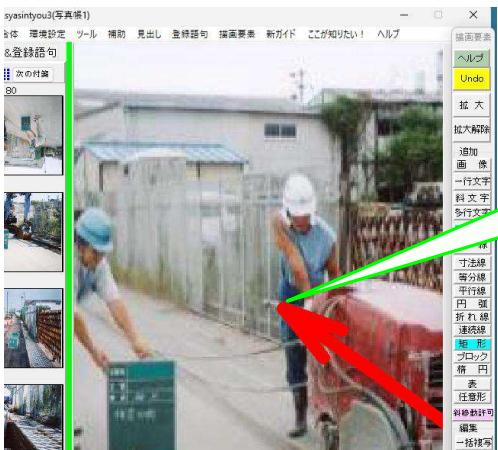 syasintyou3(写真帳1)
合体 環境設定 ツール 補助 見出し 登録語句 描画要素 新ガイド ここが知りたい! ヘルプ
&登録語句
次の付箋
80
描画要素
ヘルプ
Undo
拡大
拡大解除
追加
画像
一行文字
斜文字
多行文字
線
寸法線
等分線
平行線
円弧
折れ線
連続線
矩形
ブロック
楕円
表
任意形
斜移動許可
編集
一括複写